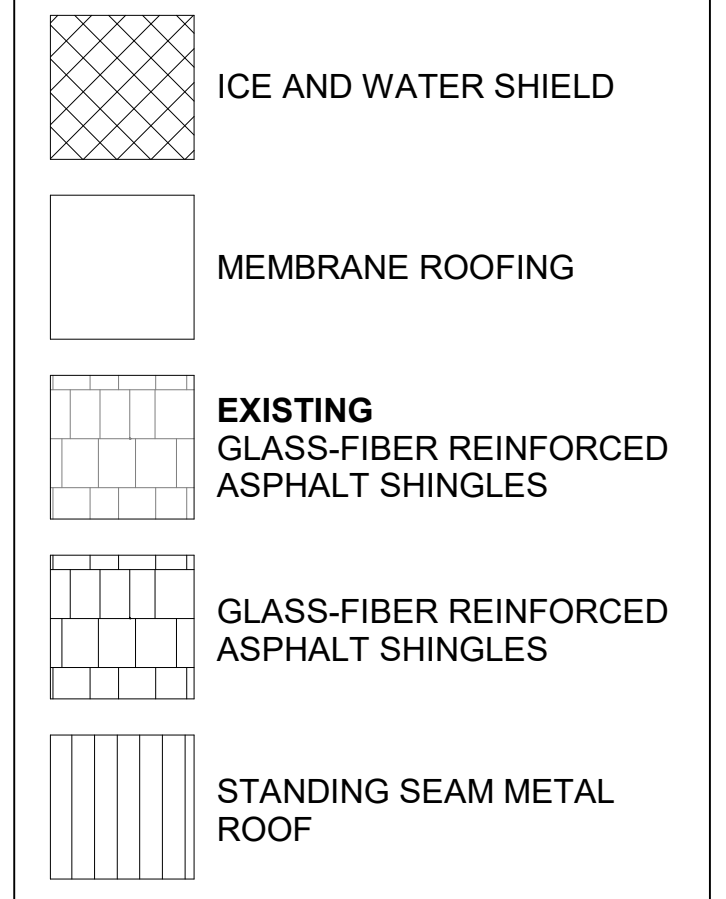 ICE AND WATER SHIELD
MEMBRANE ROOFING
EXISTING
GLASS-FIBER REINFORCED
ASPHALT SHINGLES
GLASS-FIBER REINFORCED
ASPHALT SHINGLES
STANDING SEAM METAL
ROOF